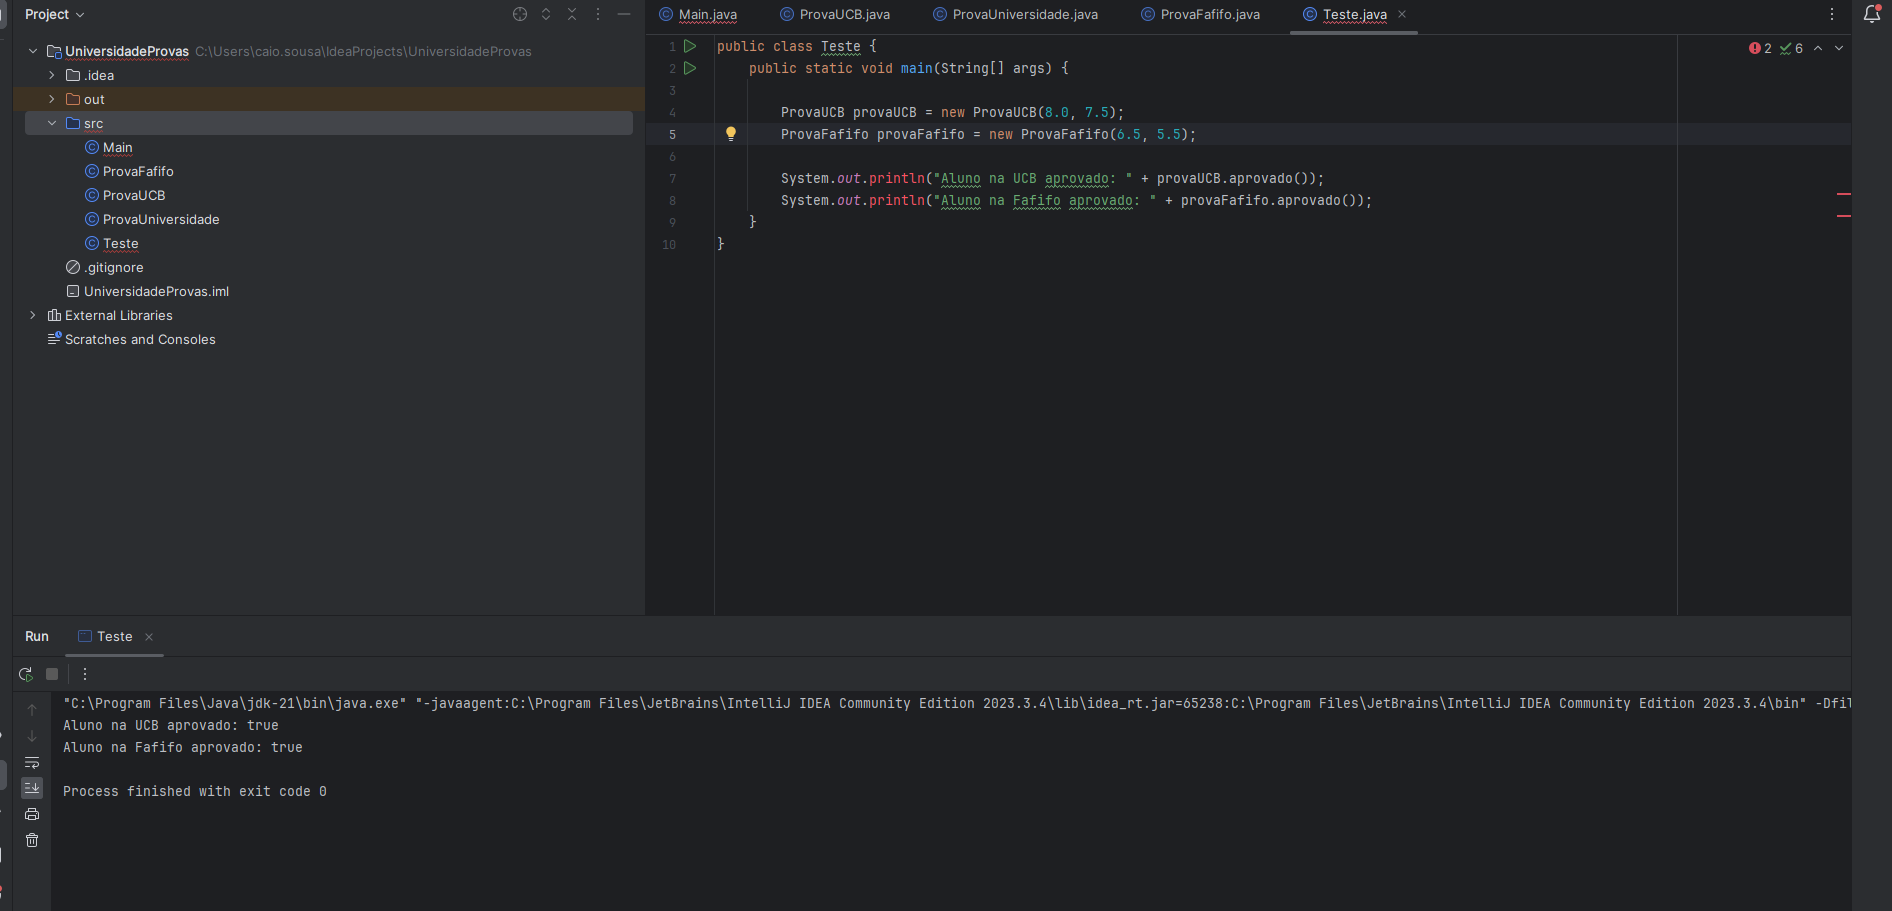 Project
UniversidadeProvas C:\Users\caio.sousa\IdeaProjects\UniversidadeProvas
.idea
out
src
Main
ProvaFafifo
ProvaUCB
ProvaUniversidade
Teste
.gitignore
UniversidadeProvas.iml
External Libraries
Scratches and Consoles
Main.java ProvaUCB.java ProvaUniversidade.java ProvaFafifo.java Teste.java
2 6
1 public class Teste {
2 public static void main(String[] args) {
3
4 ProvaUCB provaUCB = new ProvaUCB(8.0, 7.5);
5 ProvaFafifo provaFafifo = new ProvaFafifo(6.5, 5.5);
6
7 System.out.println("Aluno na UCB aprovado: " + provaUCB.aprovado());
8 System.out.println("Aluno na Fafifo aprovado: " + provaFafifo.aprovado());
9 }
10 }
Run Teste
"C:\Program Files\Java\jdk-21\bin\java.exe" "-javaagent:C:\Program Files\JetBrains\IntelliJ IDEA Community Edition 2023.3.4\lib\idea_rt.jar=65238:C:\Program Files\JetBrains\IntelliJ IDEA Community Edition 2023.3.4\bin" -Dfil
Aluno na UCB aprovado: true
Aluno na Fafifo aprovado: true
Process finished with exit code 0